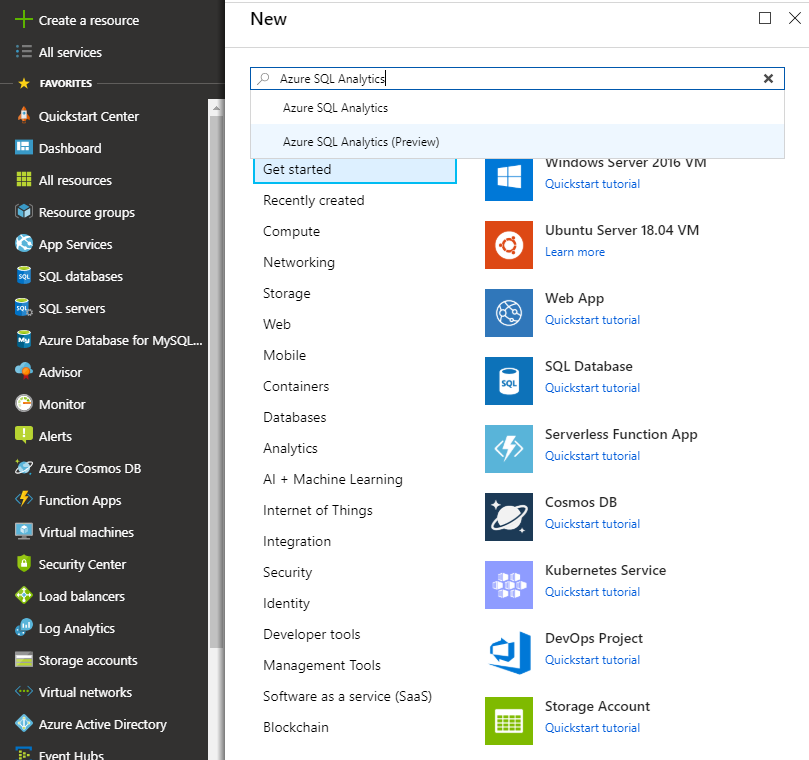 Create a resource
All services
FAVORITES
Quickstart Center
Dashboard
All resources
Resource groups
App Services
SQL databases
SQL servers
Azure Database for MySQL...
Advisor
Monitor
Alerts
Azure Cosmos DB
Function Apps
Virtual machines
Security Center
Load balancers
Log Analytics
Storage accounts
Virtual networks
Azure Active Directory
Event Hubs
New
Azure SQL Analytics
Azure SQL Analytics
Azure SQL Analytics (Preview)
Get started
Recently created
Compute
Networking
Storage
Web
Mobile
Containers
Databases
Analytics
AI + Machine Learning
Internet of Things
Integration
Security
Identity
Developer tools
Management Tools
Software as a service (SaaS)
Blockchain
Windows Server 2016 VM
Quickstart tutorial
Ubuntu Server 18.04 VM
Learn more
Web App
Quickstart tutorial
SQL
SQL Database
Quickstart tutorial
Serverless Function App
Quickstart tutorial
Cosmos DB
Quickstart tutorial
Kubernetes Service
Quickstart tutorial
DevOps Project
Quickstart tutorial
Storage Account
Quickstart tutorial